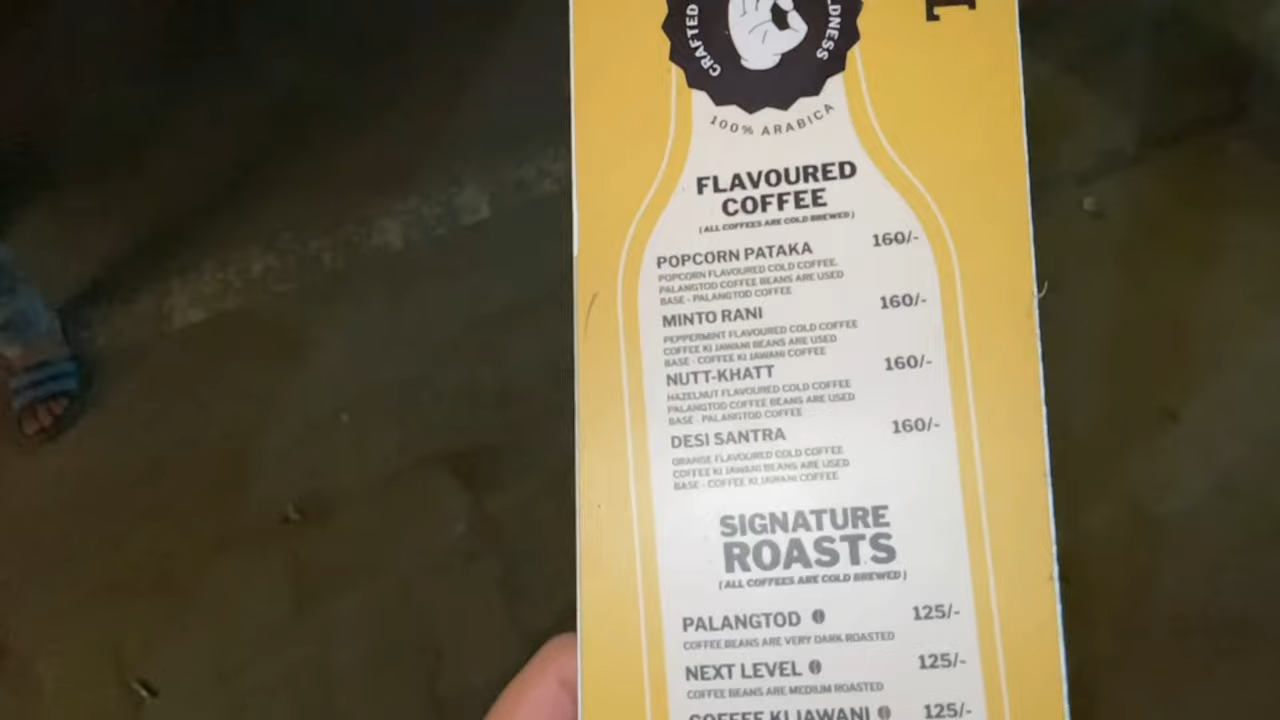 CRAFTED
100% ARABICA
FLAVOURED
COFFEE
(ALL COFFEES ARE COLD BREWED)
POPCORN PATAKA 160/-
POPCORN FLAVOURED COLD COFFEE.
PALANGTOD COFFEE BEANS ARE USED
BASE - PALANGTOD COFFEE
MINTO RANI 160/-
PEPPERMINT FLAVOURED COLD COFFEE
COFFEE KI JAWANI BEANS ARE USED
BASE - COFFEE KI JAWANI COFFEE
NUTT-KHATT 160/-
HAZELNUT FLAVOURED COLD COFFEE
PALANGTOD COFFEE BEANS ARE USED
BASE - PALANGTOD COFFEE
DESI SANTRA 160/-
ORANGE FLAVOURED COLD COFFEE
COFFEE KI JAWANI BEANS ARE USED
BASE - COFFEE KI JAWANI COFFEE
SIGNATURE
ROASTS
(ALL COFFEES ARE COLD BREWED)
PALANGTOD 125/-
COFFEE BEANS ARE VERY DARK ROASTED
NEXT LEVEL 125/-
COFFEE BEANS ARE MEDIUM ROASTED
COFFEE KI JAWANI 125/-